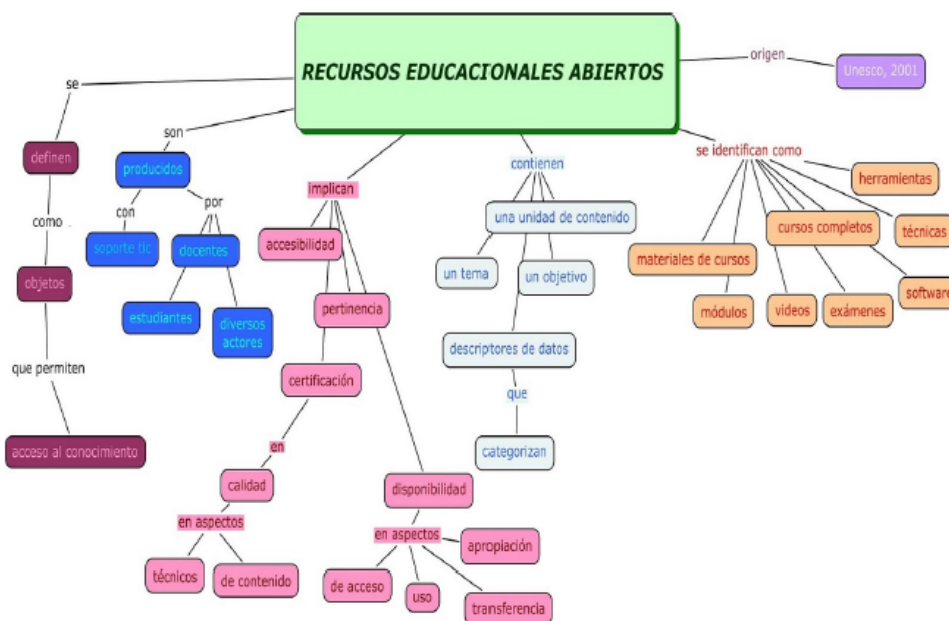 RECURSOS EDUCACIONALES ABIERTOS
origen
Unesco, 2001
se
definen
como
objetos
que permiten
acceso al conocimiento
son
producidos
con
soporte tic
por
docentes
estudiantes
diversos
actores
implican
accesibilidad
pertinencia
certificación
en
calidad
en aspectos
técnicos
de contenido
disponibilidad
en aspectos
de acceso
uso
transferencia
apropiación
contienen
una unidad de contenido
un tema
un objetivo
descriptores de datos
que
categorizan
se identifican como
materiales de cursos
módulos
videos
exámenes
cursos completos
software
técnicas
herramientas